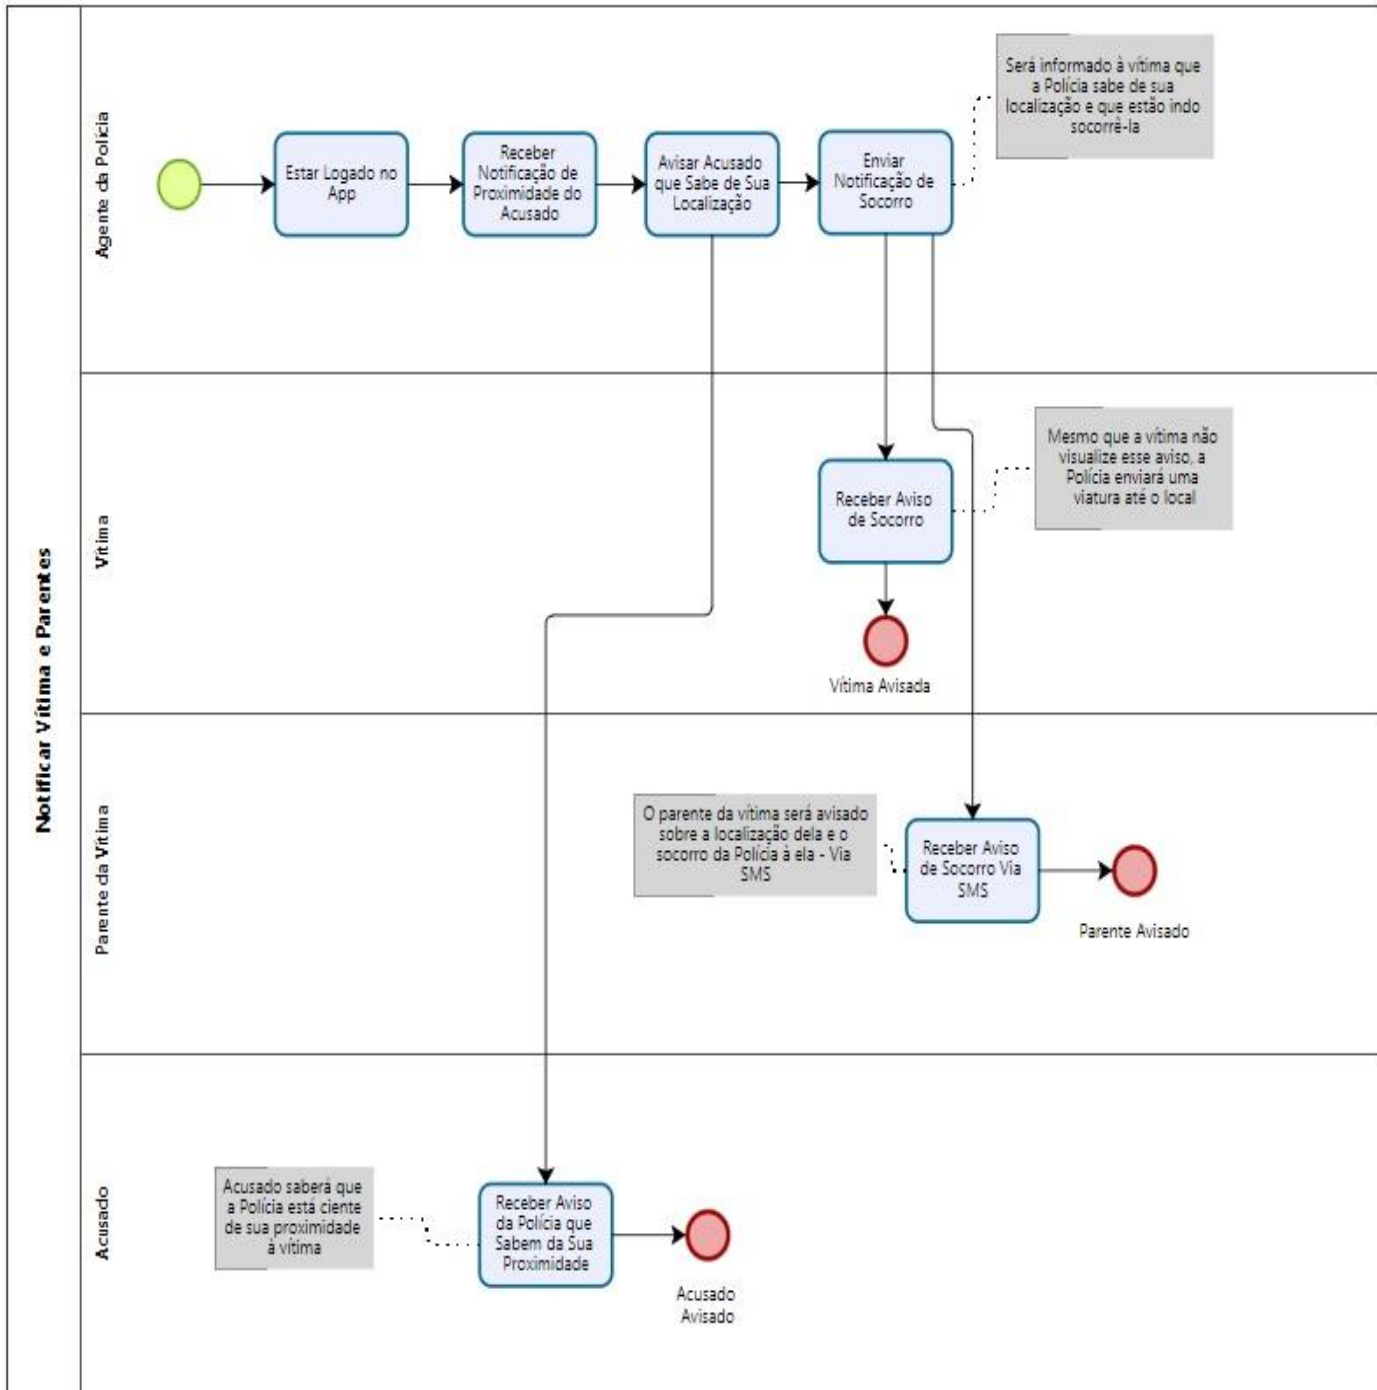 Notificar Vítima e Parentes
Agente da Polícia
Estar Logado no
App
Receber
Notificação de
Proximidade do
Acusado
Avisar Acusado
que Sabe de Sua
Localização
Enviar
Notificação de
Socorro
Será informado à vítima que
a Polícia sabe de sua
localização e que estão indo
socorrê-la
Vítima
Receber Aviso
de Socorro
Mesmo que a vítima não
visualize esse aviso, a
Polícia enviará uma
viatura até o local
Vítima Avisada
Parente da Vítima
O parente da vítima será avisado
sobre a localização dela e o
socorro da Polícia à ela - Via
SMS
Receber Aviso
de Socorro Via
SMS
Parente Avisado
Acusado
Acusado saberá que
a Polícia está ciente
de sua proximidade
à vítima
Receber Aviso
da Polícia que
Sabem da Sua
Proximidade
Acusado
Avisado